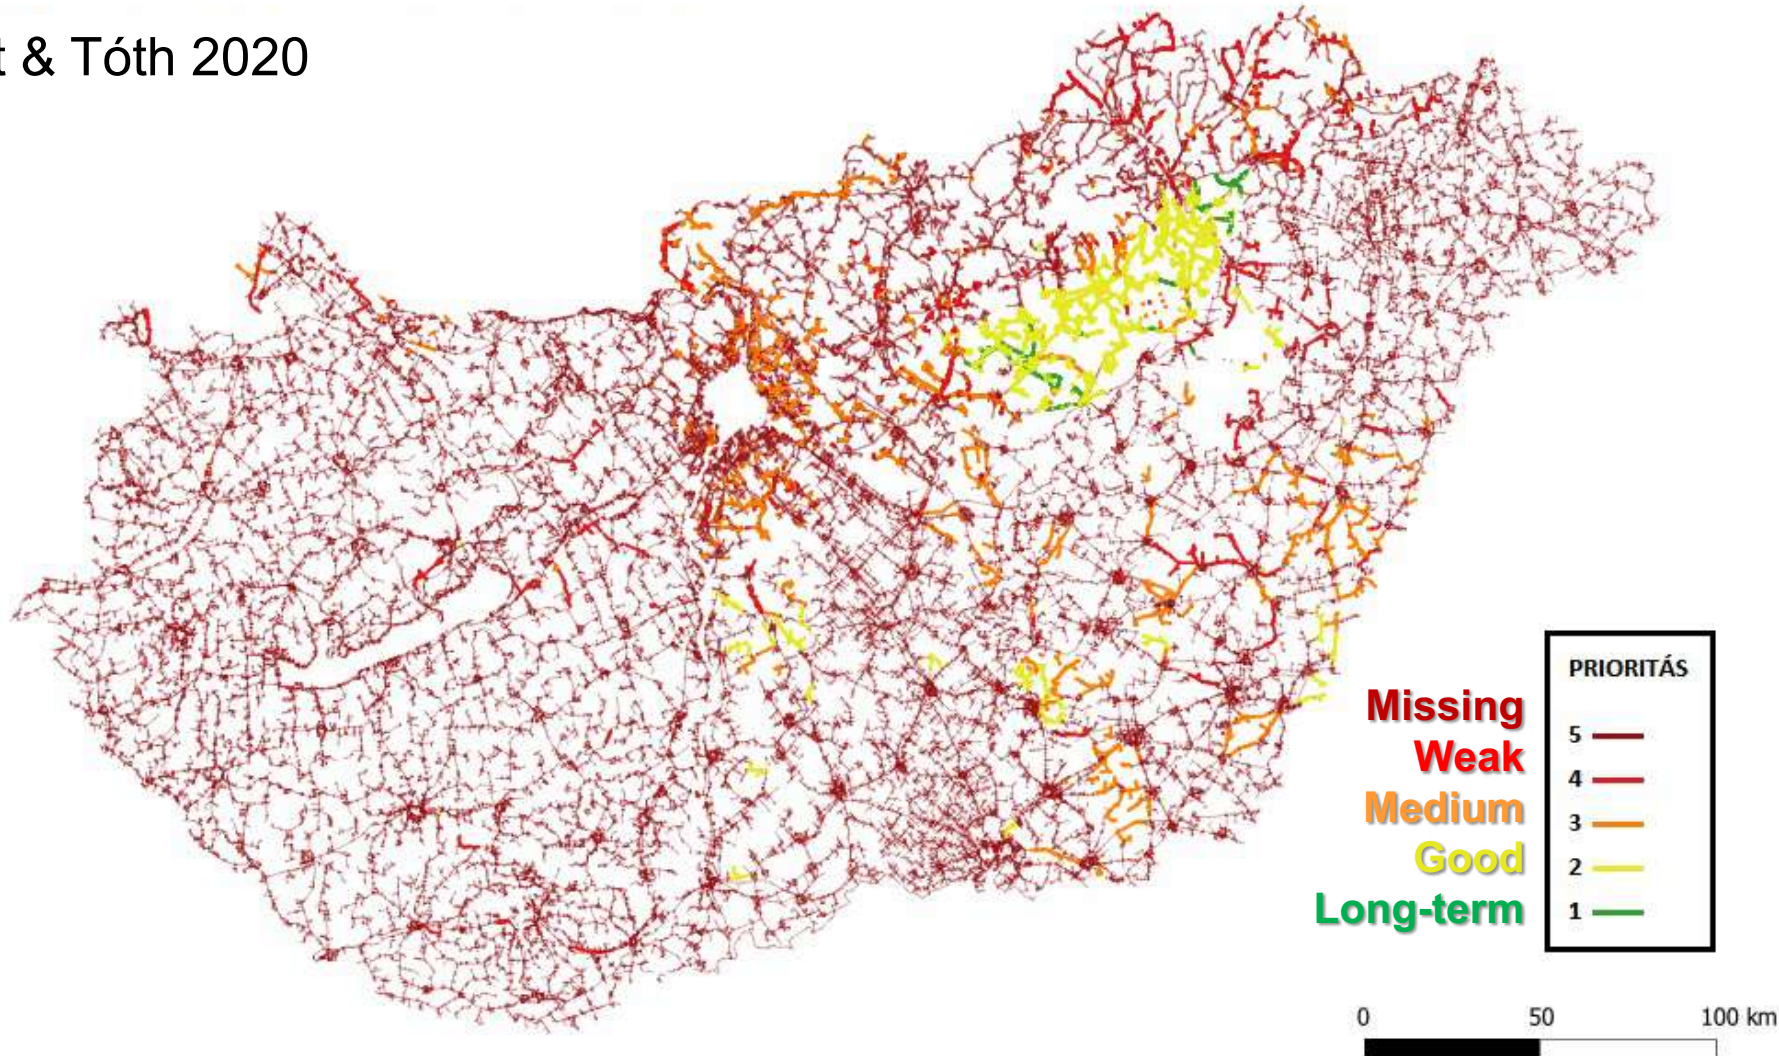 & Tóth 2020
PRIORITÁS
Missing
5
Weak
4
Medium
3
Good
2
Long-term
1
0 50 100 km